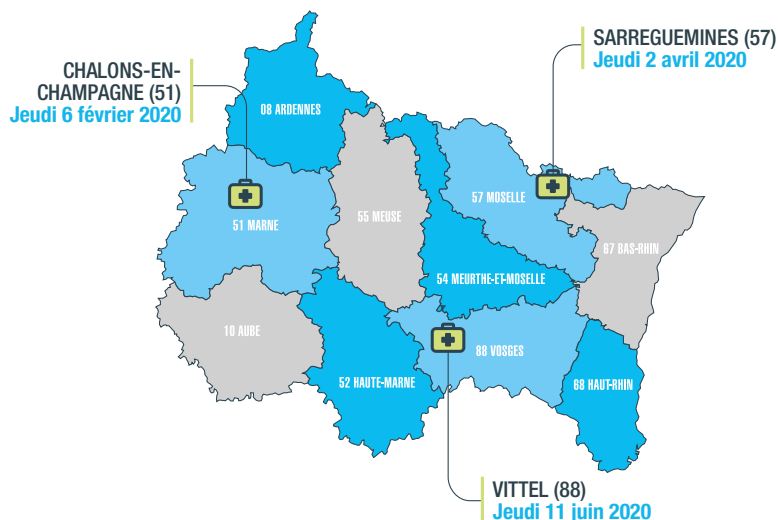 SARREGUEMINES (57)
Jeudi 2 avril 2020
CHALONS-EN-
CHAMPAGNE (51)
Jeudi 6 février 2020
08 ARDENNES
57 MOSELLE
55 MEUSE
51 MARNE
67 BAS-RHIN
54 MEURTHE-ET-MOSELLE
10 AUBE
88 VOSGES
52 HAUTE-MARNE
68 HAUT-RHIN
VITTEL (88)
Jeudi 11 juin 2020